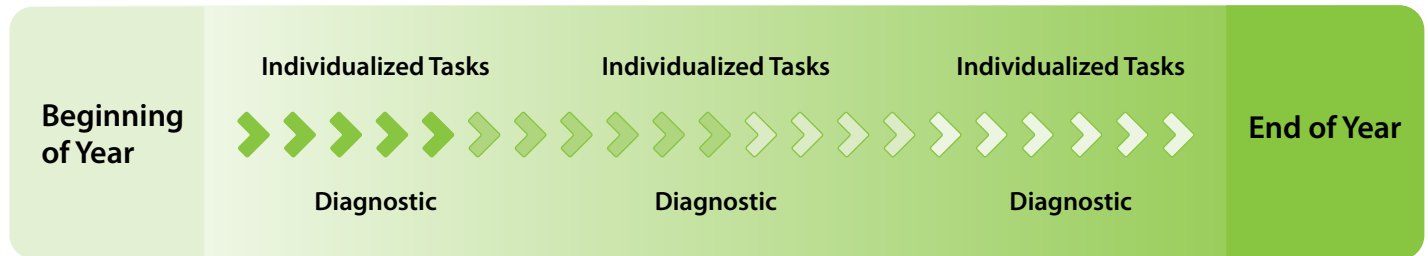 Beginning
of Year
Individualized Tasks
Diagnostic
Individualized Tasks
Diagnostic
Individualized Tasks
Diagnostic
End of Year